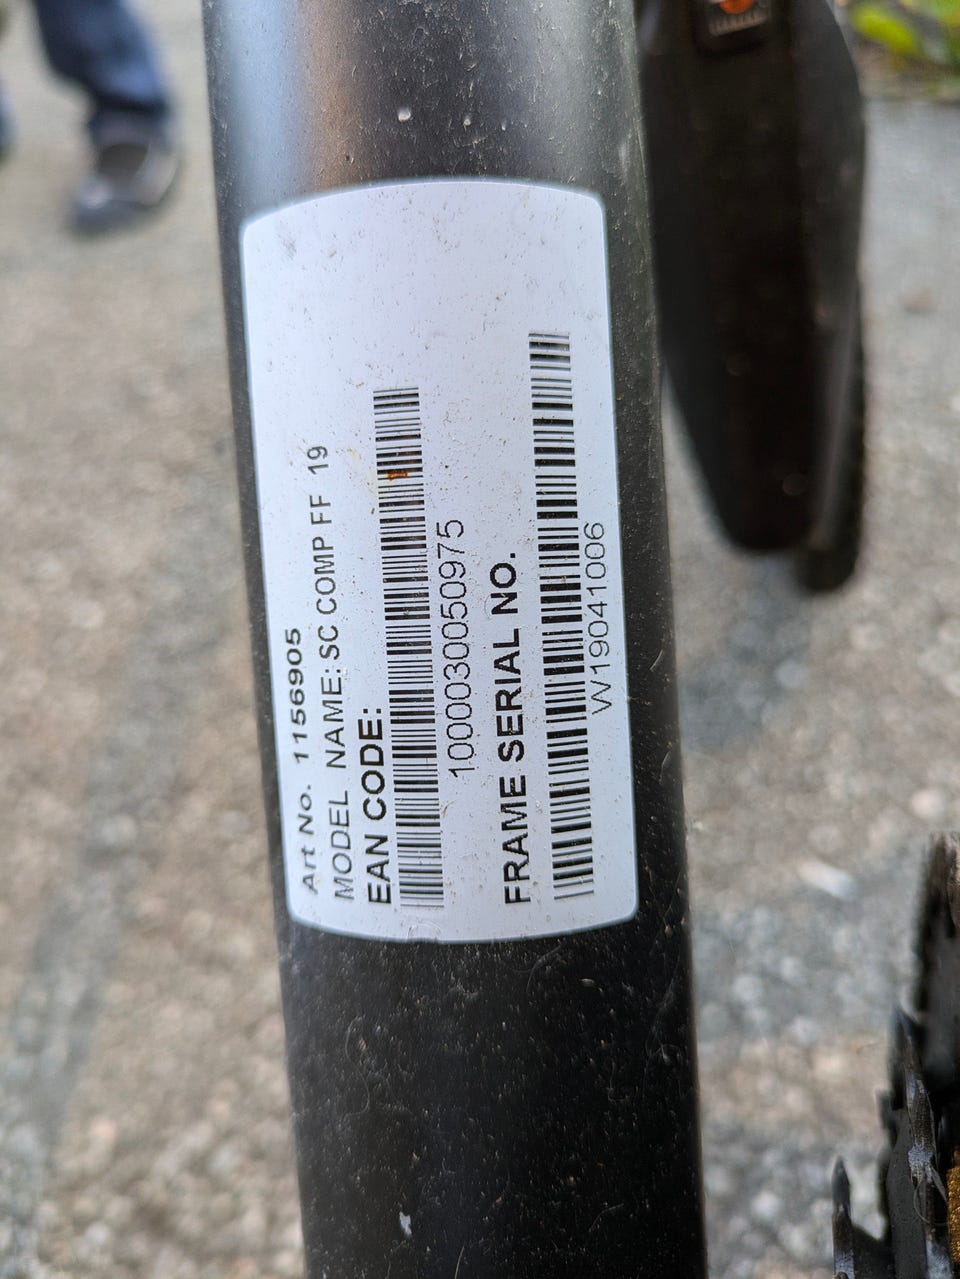 Art No. 1156905
MODEL NAME: SC COMP FF 19
EAN CODE:
1000030050975
FRAME SERIAL NO.
W19041006